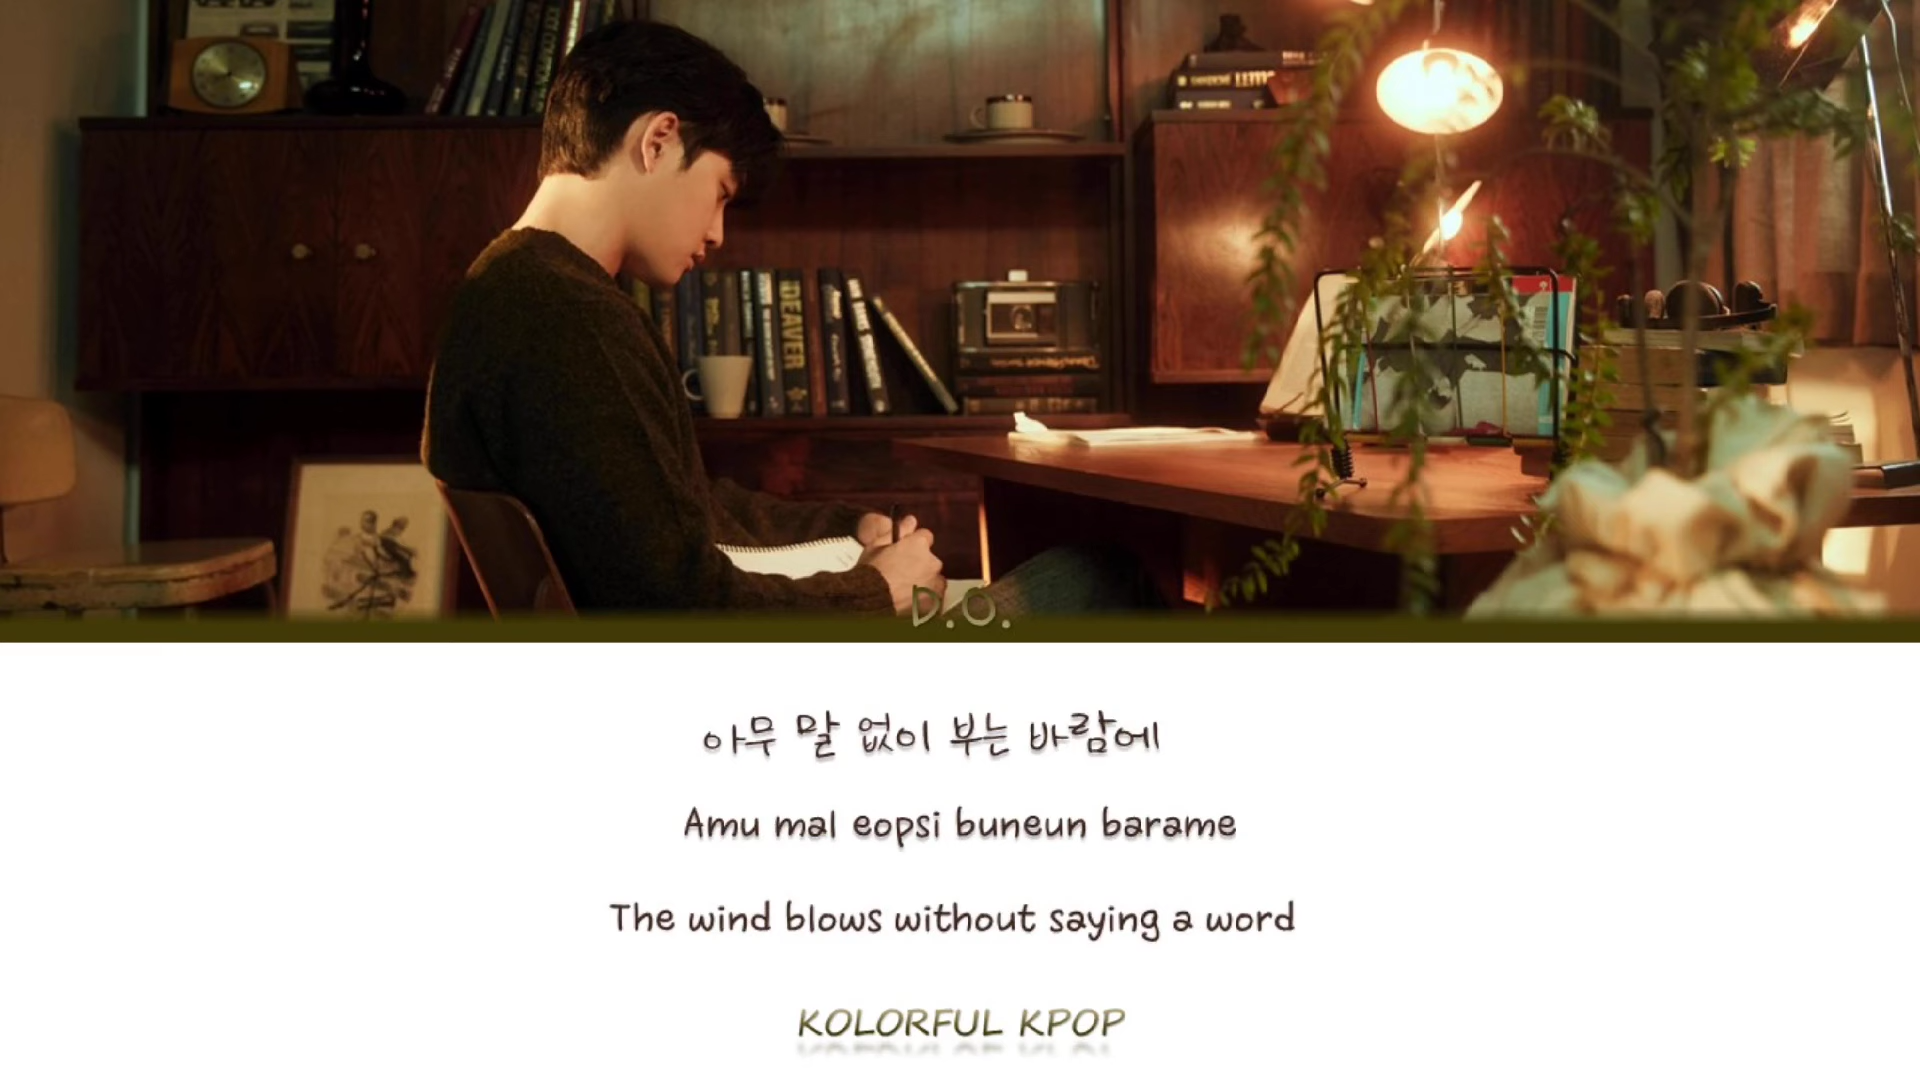 DEAVER
D.O.
아무 말 없이 부는 바람에
Amu mal eopsi buneun barame
The wind blows without saying a word
KOLORFUL KPOP